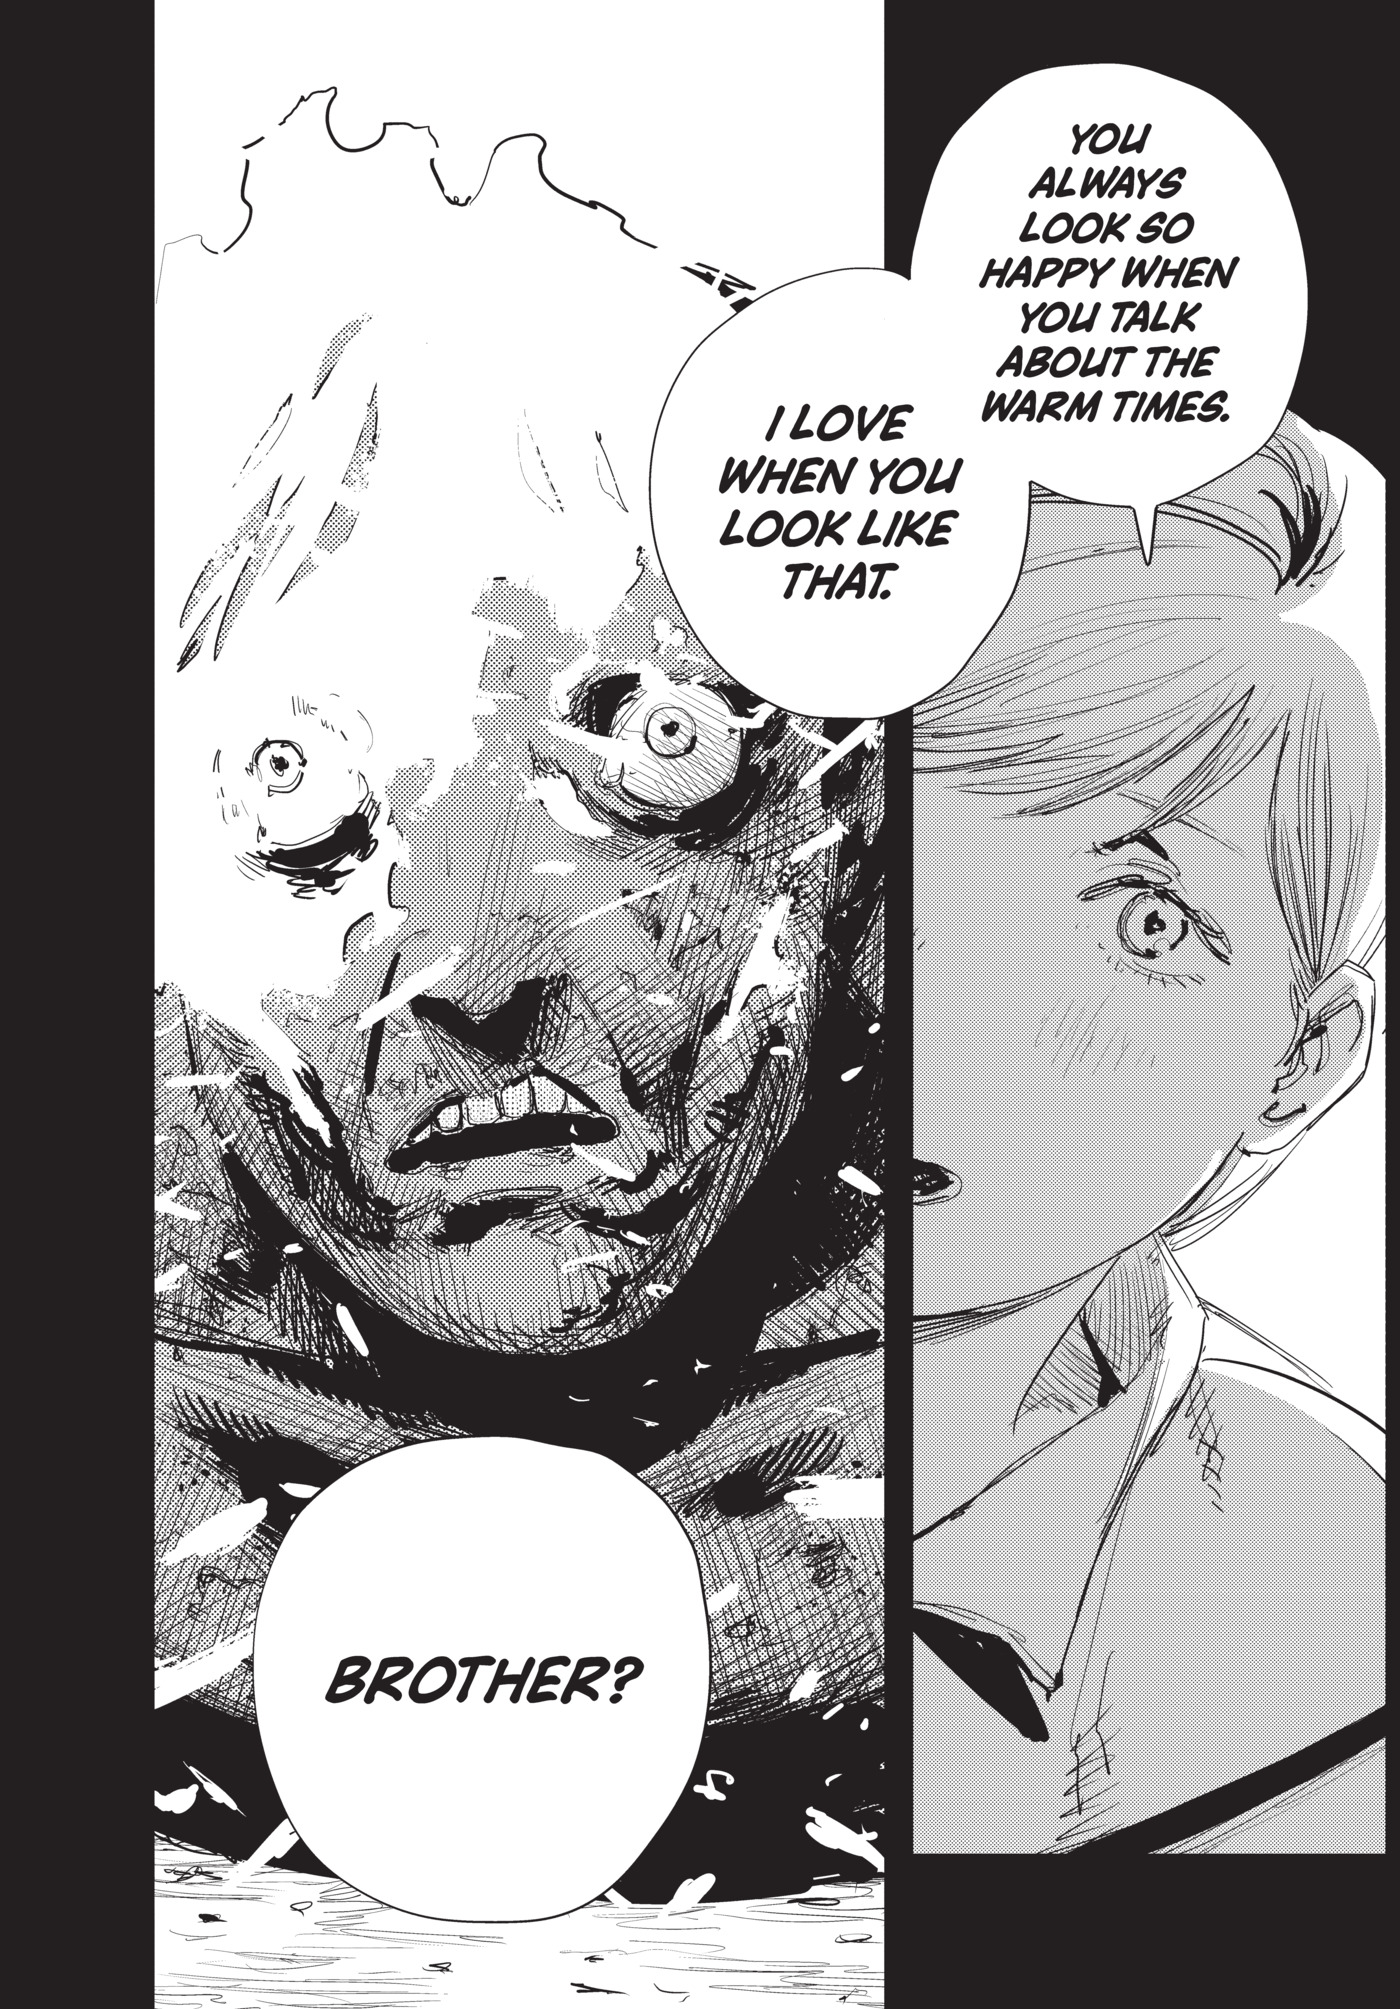 YOU
ALWAYS
LOOK SO
HAPPY WHEN
YOU TALK
ABOUT THE
WARM TIMES.
I LOVE
WHEN YOU
LOOK LIKE
THAT.
BROTHER?